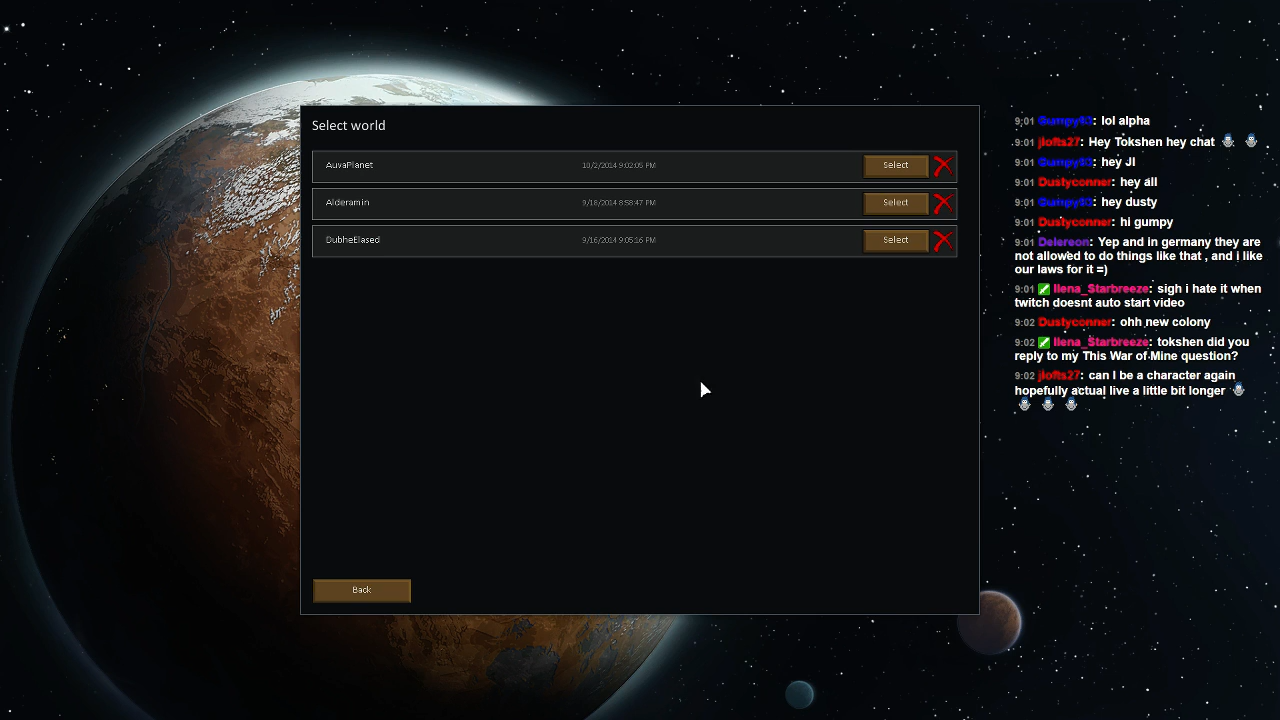 Select world
AuvaPlanet 10/2/2014 9:02:05 PM Select
Alderamin 9/18/2014 8:58:47 PM Select
DubheElased 9/16/2014 9:05:16 PM Select
Back
9:01 Gumpy93: lol alpha
9:01 jlofts27: Hey Tokshen hey chat
9:01 Gumpy93: hey Jl
9:01 Dustyconner: hey all
9:01 Gumpy93: hey dusty
9:01 Dustyconner: hi gumpy
9:01 Delereon: Yep and in germany they are
not allowed to do things like that , and i like
our laws for it =)
9:01 Ilena_Starbreeze: sigh i hate it when
twitch doesnt auto start video
9:02 Dustyconner: ohh new colony
9:02 Ilena_Starbreeze: tokshen did you
reply to my This War of Mine question?
9:02 jlofts27: can I be a character again
hopefully actual live a little bit longer